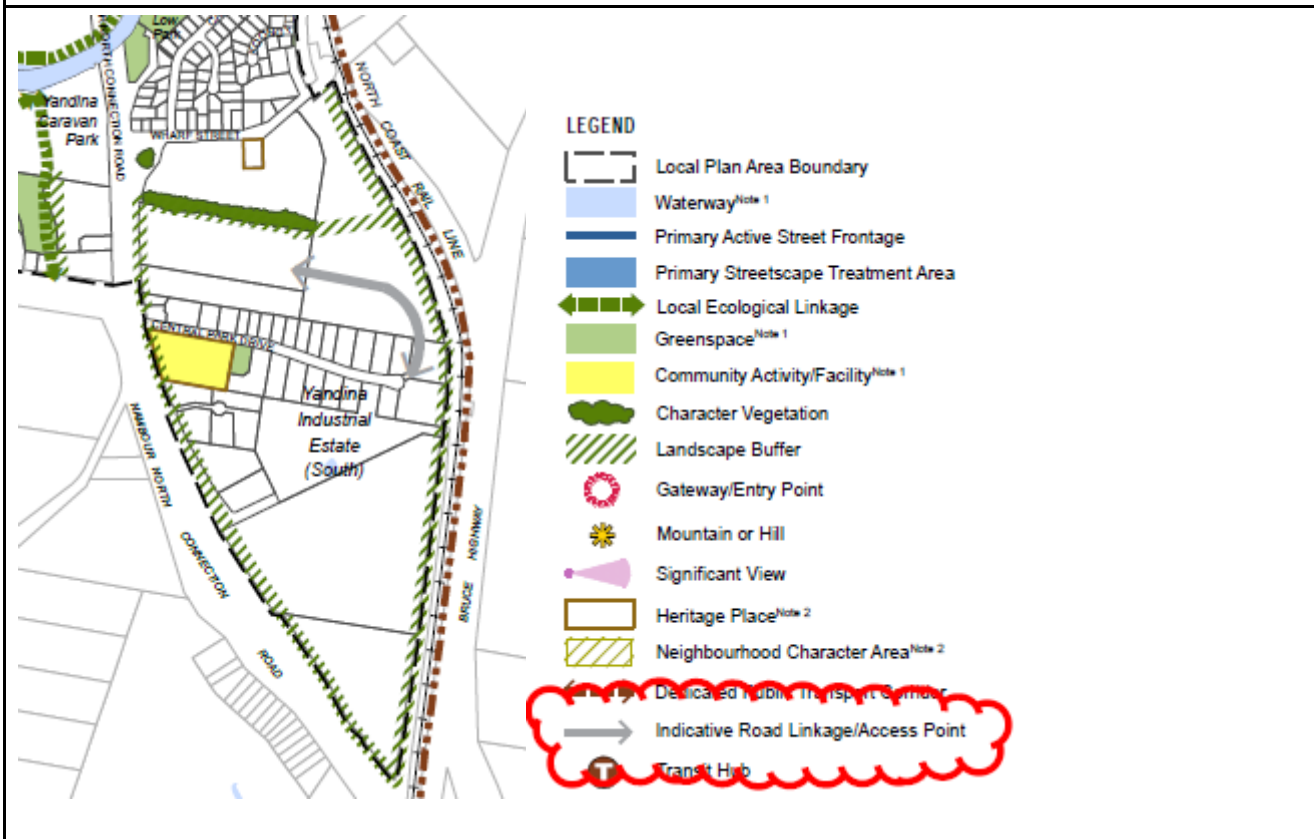 Low
Park
NORTH CONNECTION ROAD
Yandina
Caravan
Park
WHARF STREET
NORTH COAST RAIL LINE
CENTRAL PARK DRIVE
Yandina
Industrial
Estate
(South)
NAMBOUR NORTH CONNECTION ROAD
BRUCE HIGHWAY
LEGEND
Local Plan Area Boundary
Waterway Note 1
Primary Active Street Frontage
Primary Streetscape Treatment Area
Local Ecological Linkage
Greenspace Note 1
Community Activity/Facility Note 1
Character Vegetation
Landscape Buffer
Gateway/Entry Point
Mountain or Hill
Significant View
Heritage Place Note 2
Neighbourhood Character Area Note 2
Dedicated Public Transport Corridor
Indicative Road Linkage/Access Point
T
Transit Hub